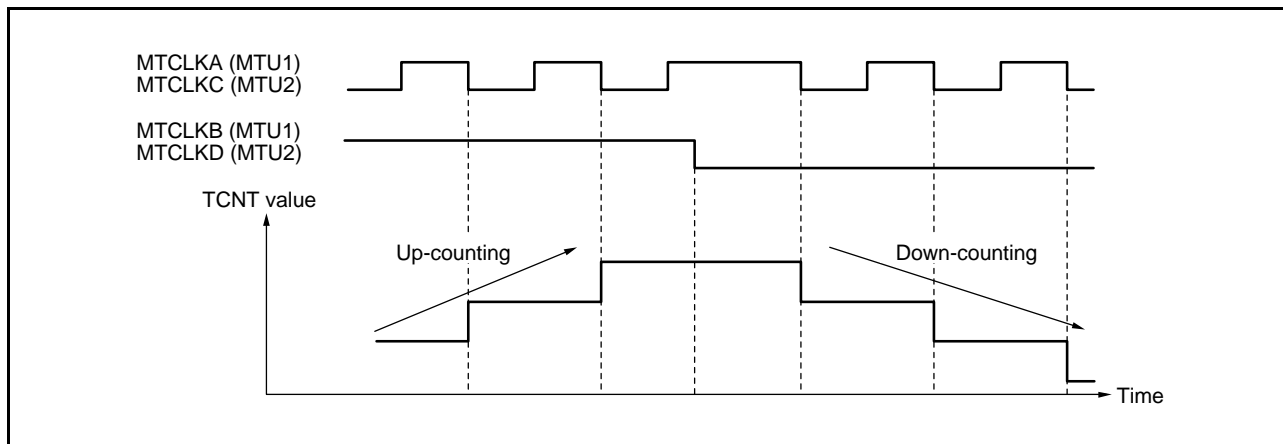 MTCLKA (MTU1)
MTCLKC (MTU2)
MTCLKB (MTU1)
MTCLKD (MTU2)
TCNT value
Up-counting
Down-counting
Time